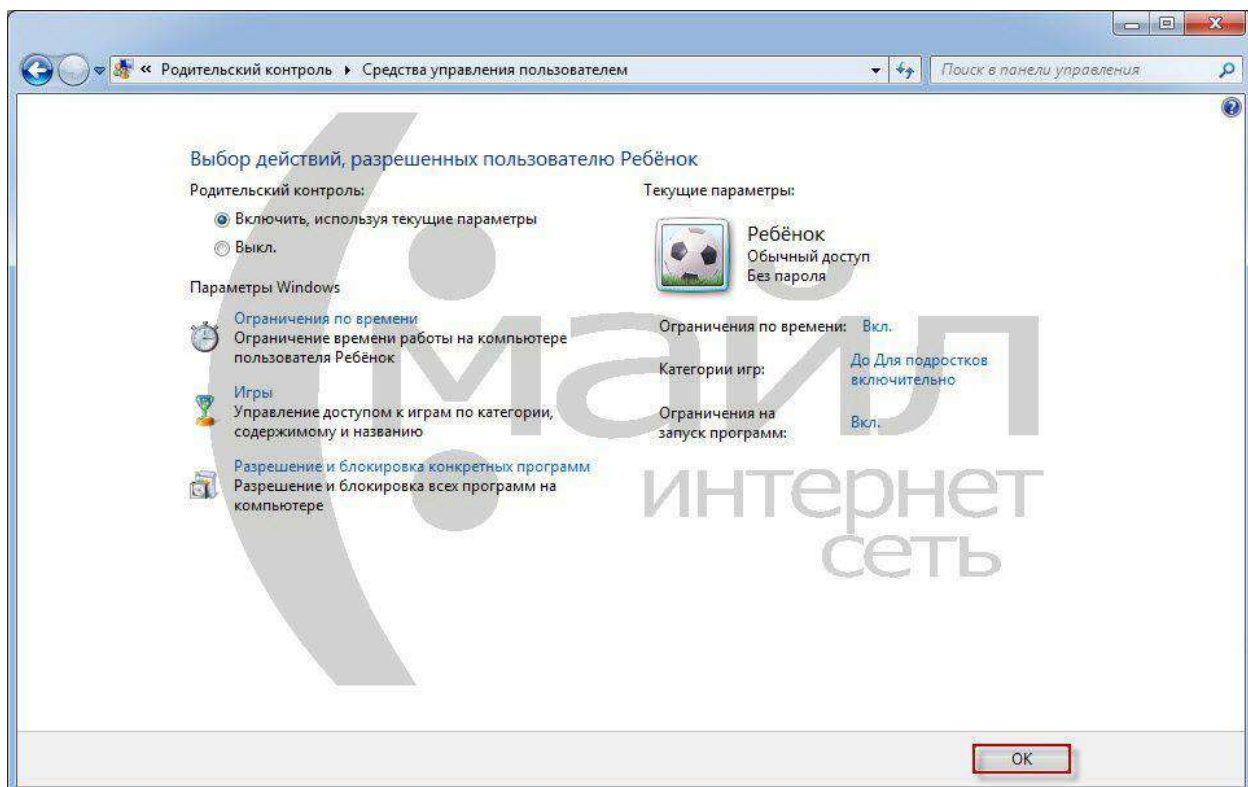 « Родительский контроль ▸ Средства управления пользователем
Поиск в панели управления
Выбор действий, разрешенных пользователю Ребёнок
Родительский контроль:
Включить, используя текущие параметры
Выкл.
Параметры Windows
Ограничения по времени
Ограничение времени работы на компьютере
пользователя Ребёнок
Игры
Управление доступом к играм по категории,
содержимому и названию
Разрешение и блокировка конкретных программ
Разрешение и блокировка всех программ на
компьютере
Текущие параметры:
Ребёнок
Обычный доступ
Без пароля
Ограничения по времени: Вкл.
Категории игр:
До Для подростков
включительно
Ограничения на
запуск программ:
Вкл.
смайл
интернет
сеть
OK